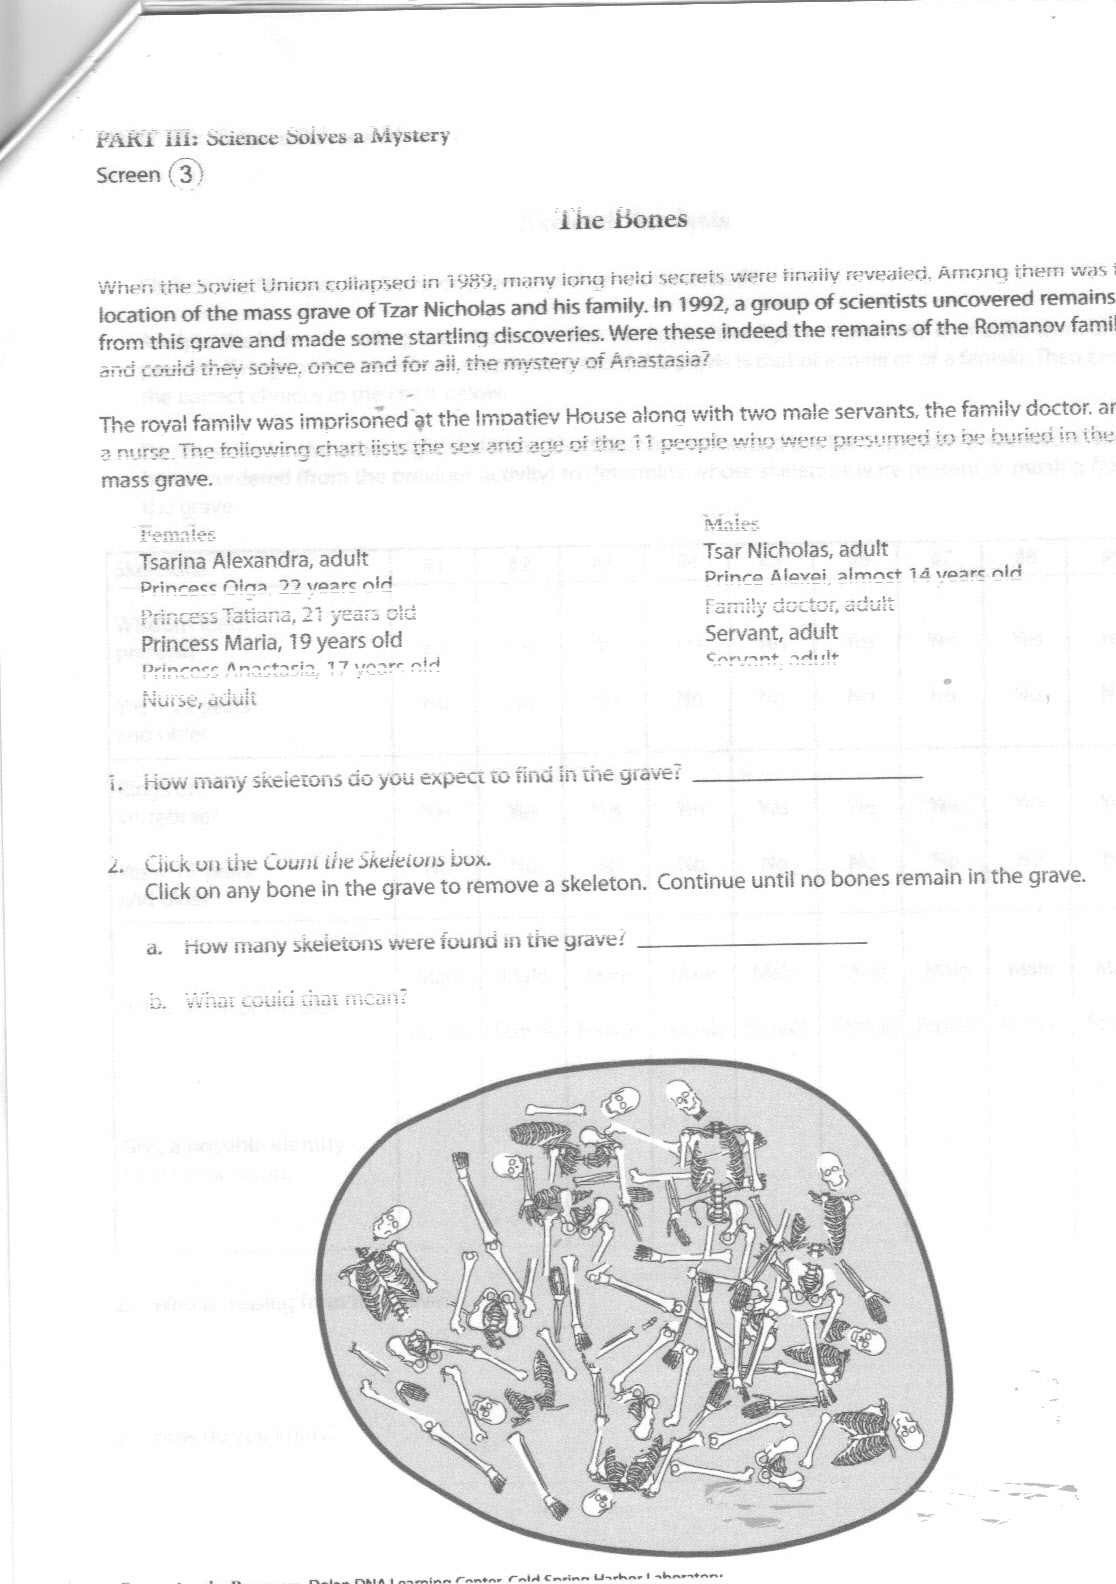 PART III: Science Solves a Mystery
Screen 3
The Bones
When the Soviet Union collapsed in 1989, many long held secrets were finally revealed. Among them was
location of the mass grave of Tzar Nicholas and his family. In 1992, a group of scientists uncovered remains
from this grave and made some startling discoveries. Were these indeed the remains of the Romanov
and could they solve, once and for all, the mystery of Anastasia?
The royal family was imprisoned at the Impatiev House along with two male servants, the family doctor,
a nurse. The following chart lists the sex and age of the 11 people who were presumed to be buried in the
mass grave.
Females
Tsarina Alexandra, adult
Princess Olga, 22 years old
Princess Tatiana, 21 years old
Princess Maria, 19 years old
Princess Anastasia, 17 years old
Nurse, adult
Males
Tsar Nicholas, adult
Prince Alexei, almost 14 years old
Family doctor, adult
Servant, adult
Servant, adult
1. How many skeletons do you expect to find in the grave?
2. Click on the Count the Skeletons box.
Click on any bone in the grave to remove a skeleton. Continue until no bones remain in the grave.
a. How many skeletons were found in the grave?
b. What could that mean?
Dolan DNA Learning Center, Cold Spring Harbor Laboratory